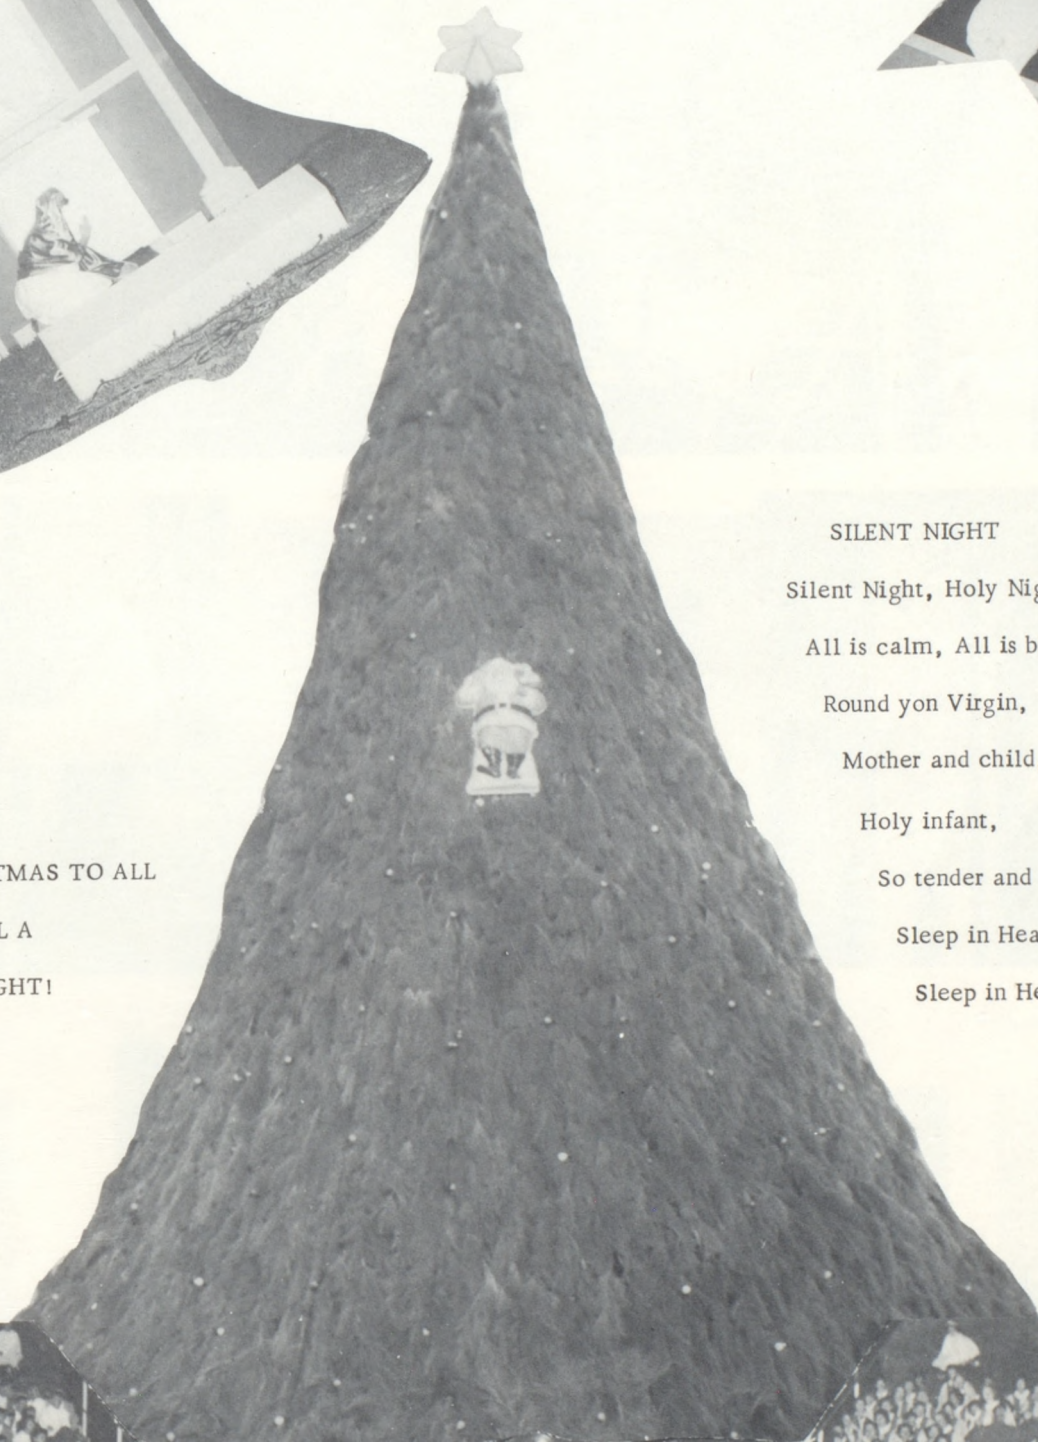 SILENT NIGHT
Silent Night, Holy Nig
All is calm, All is b
Round yon Virgin,
Mother and child
Holy infant,
So tender and
Sleep in Hea
Sleep in He
TMAS TO ALL
L A
GHT!